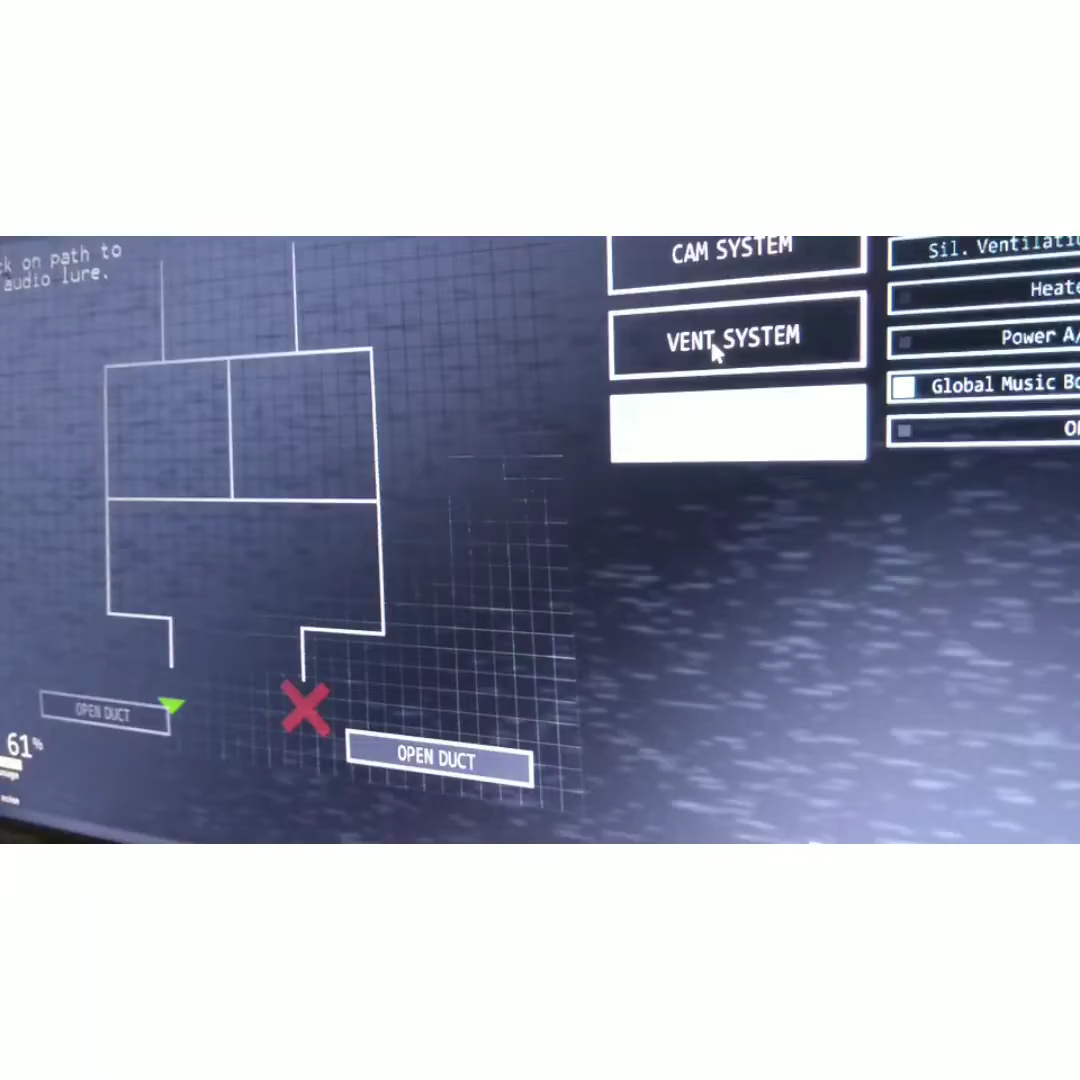 ck on path to
audio lure.
CAM SYSTEM
VENT SYSTEM
Sil. Ventilatio
Heate
Power A/
Global Music Bo
OPEN DUCT
61%
OPEN DUCT